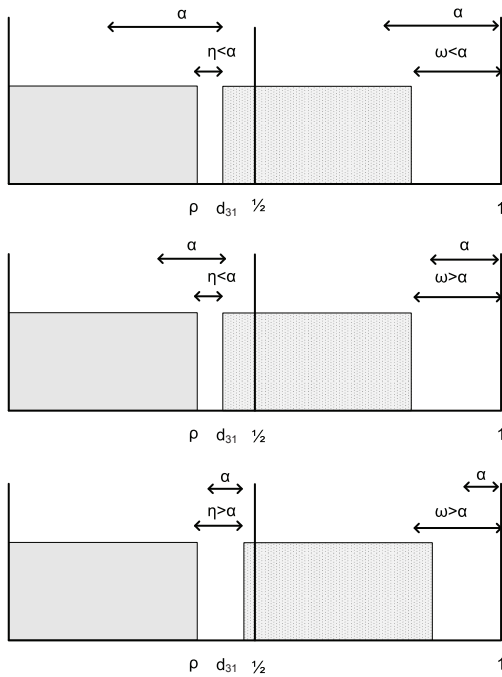 α α
η<α ω<α
ρ d₃₁ ½ 1
α α
η<α ω>α
ρ d₃₁ ½ 1
α α
η>α ω>α
ρ d₃₁ ½ 1